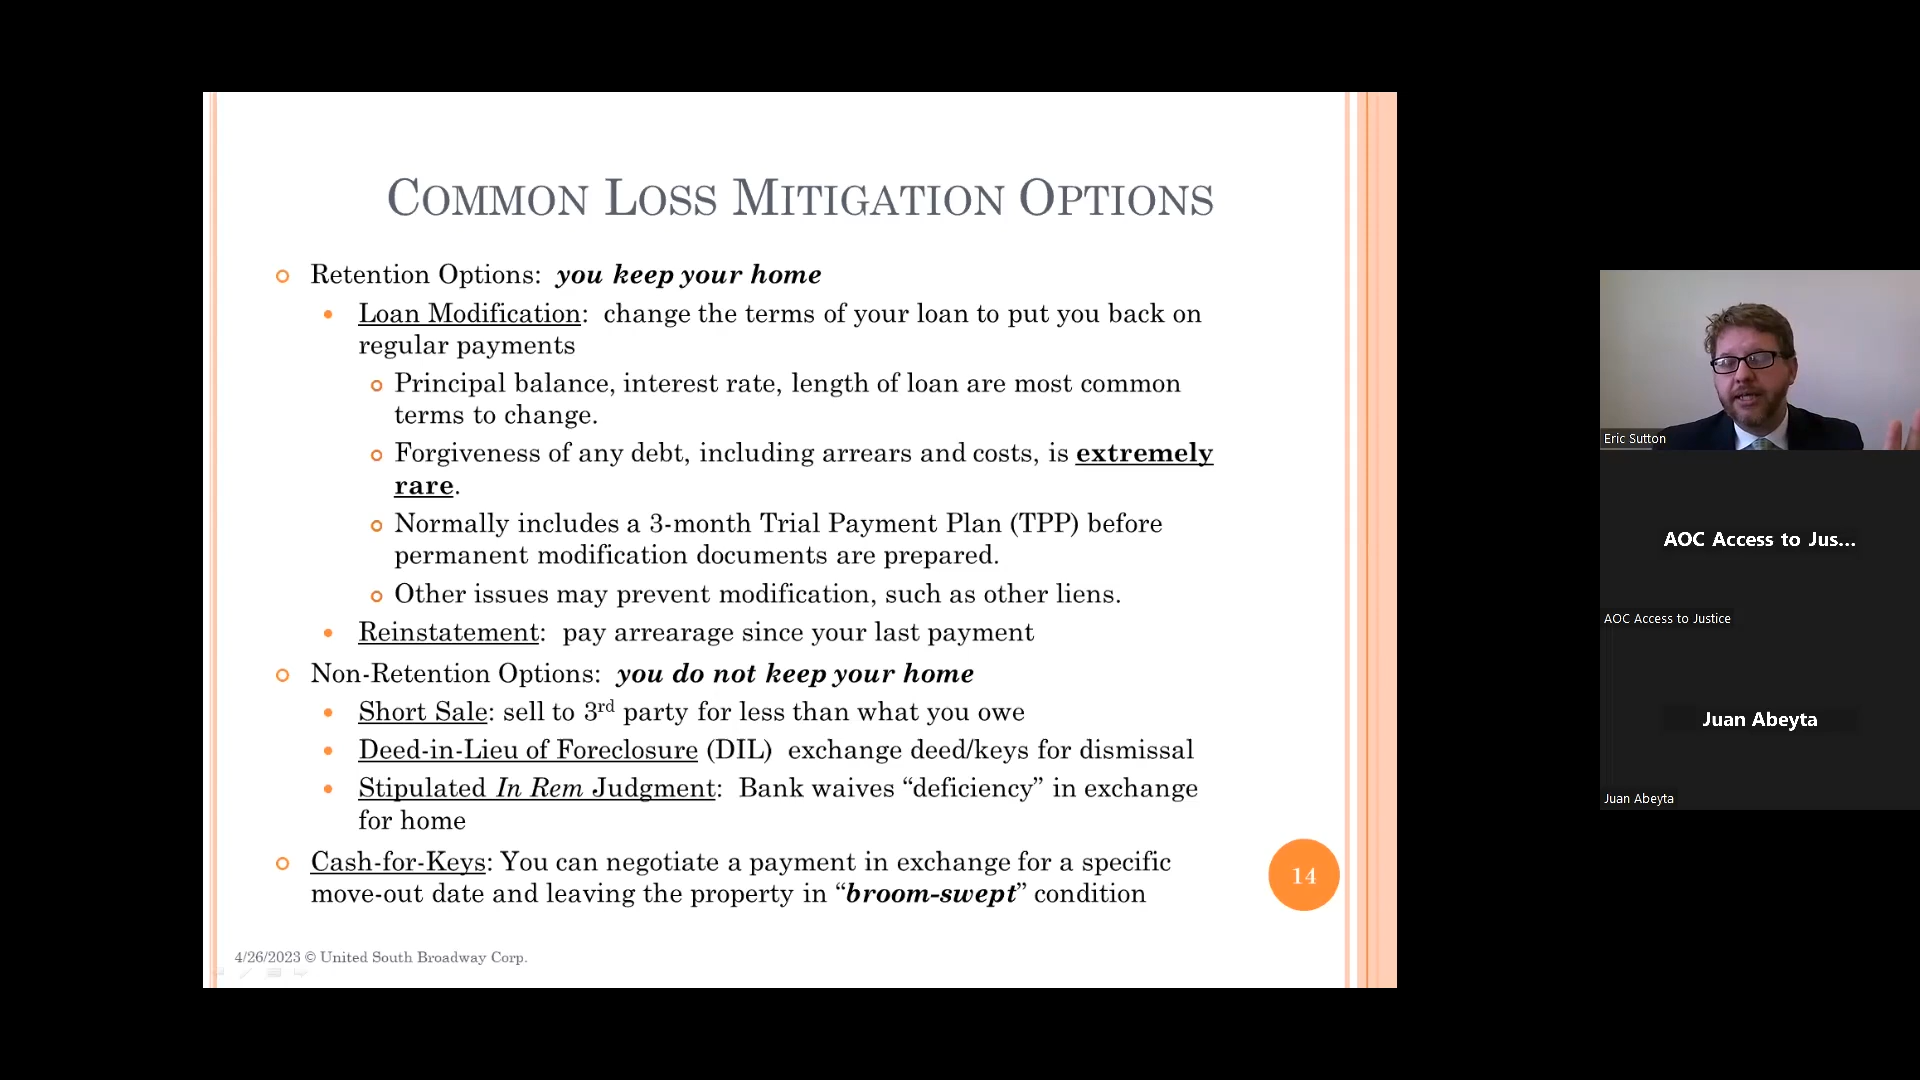 COMMON LOSS MITIGATION OPTIONS
Retention Options: you keep your home
Loan Modification: change the terms of your loan to put you back on
regular payments
Principal balance, interest rate, length of loan are most common
terms to change.
Forgiveness of any debt, including arrears and costs, is extremely
rare.
Normally includes a 3-month Trial Payment Plan (TPP) before
permanent modification documents are prepared.
Other issues may prevent modification, such as other liens.
Reinstatement: pay arrearage since your last payment
Non-Retention Options: you do not keep your home
Short Sale: sell to 3rd party for less than what you owe
Deed-in-Lieu of Foreclosure (DIL) exchange deed/keys for dismissal
Stipulated In Rem Judgment: Bank waives “deficiency” in exchange
for home
Cash-for-Keys: You can negotiate a payment in exchange for a specific
move-out date and leaving the property in “broom-swept” condition
14
4/26/2023 © United South Broadway Corp.
Eric Sutton
AOC Access to Jus...
AOC Access to Justice
Juan Abeyta
Juan Abeyta